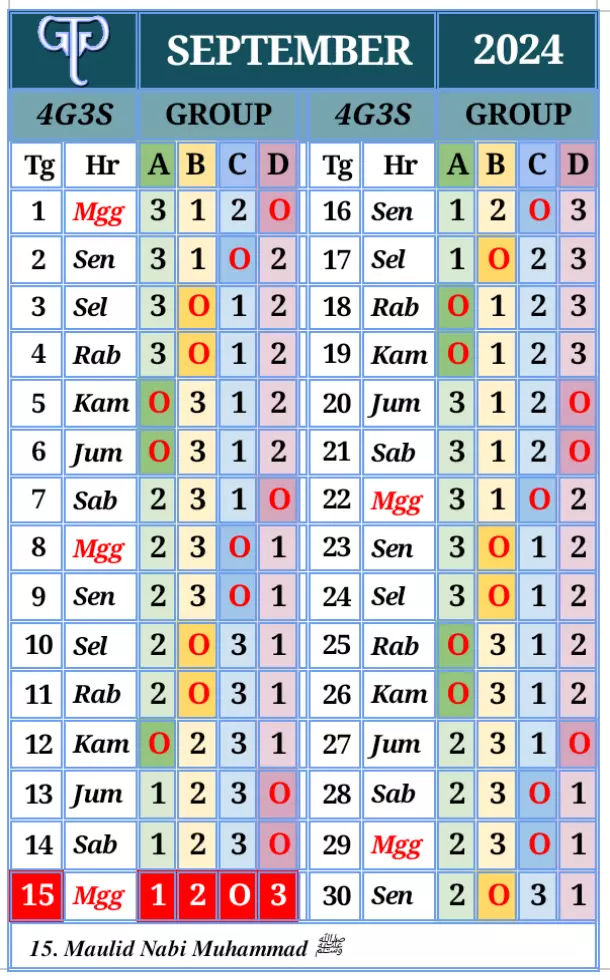 SEPTEMBER 2024
4G3S GROUP 4G3S GROUP
Tg Hr A B C D Tg Hr A B C D
1 Mgg 3 1 2 O 16 Sen 1 2 O 3
2 Sen 3 1 O 2 17 Sel 1 O 2 3
3 Sel 3 O 1 2 18 Rab O 1 2 3
4 Rab 3 O 1 2 19 Kam O 1 2 3
5 Kam O 3 1 2 20 Jum 3 1 2 O
6 Jum O 3 1 2 21 Sab 3 1 2 O
7 Sab 2 3 1 O 22 Mgg 3 1 O 2
8 Mgg 2 3 O 1 23 Sen 3 O 1 2
9 Sen 2 3 O 1 24 Sel 3 O 1 2
10 Sel 2 O 3 1 25 Rab O 3 1 2
11 Rab 2 O 3 1 26 Kam O 3 1 2
12 Kam O 2 3 1 27 Jum 2 3 1 O
13 Jum 1 2 3 O 28 Sab 2 3 O 1
14 Sab 1 2 3 O 29 Mgg 2 3 O 1
15 Mgg 1 2 O 3 30 Sen 2 O 3 1
15. Maulid Nabi Muhammad ﷺ